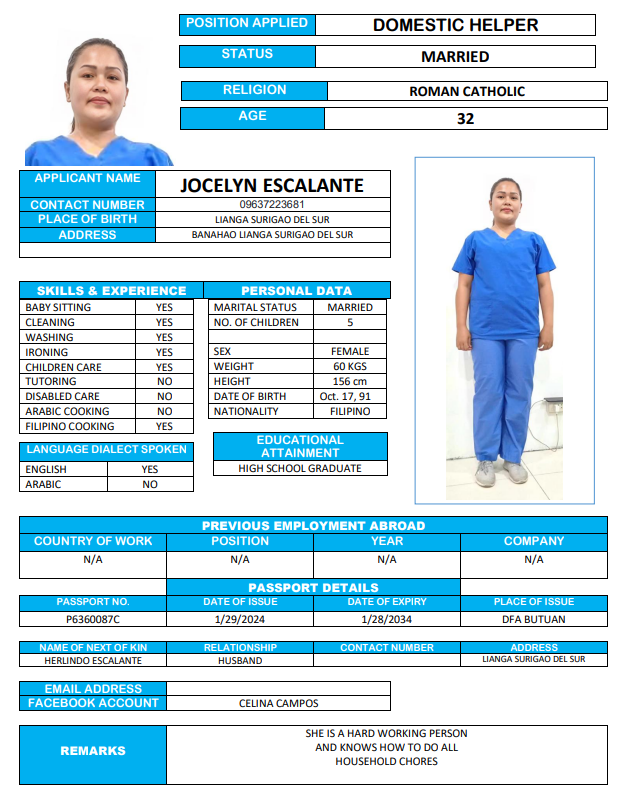 POSITION APPLIED DOMESTIC HELPER
STATUS MARRIED
RELIGION ROMAN CATHOLIC
AGE 32
APPLICANT NAME JOCELYN ESCALANTE
CONTACT NUMBER 09637223681
PLACE OF BIRTH LIANGA SURIGAO DEL SUR
ADDRESS BANAHAO LIANGA SURIGAO DEL SUR
SKILLS & EXPERIENCE
BABY SITTING YES
CLEANING YES
WASHING YES
IRONING YES
CHILDREN CARE YES
TUTORING NO
DISABLED CARE NO
ARABIC COOKING NO
FILIPINO COOKING YES
LANGUAGE DIALECT SPOKEN
ENGLISH YES
ARABIC NO
PERSONAL DATA
MARITAL STATUS MARRIED
NO. OF CHILDREN 5
SEX FEMALE
WEIGHT 60 KGS
HEIGHT 156 cm
DATE OF BIRTH Oct. 17, 91
NATIONALITY FILIPINO
EDUCATIONAL
ATTAINMENT
HIGH SCHOOL GRADUATE
PREVIOUS EMPLOYMENT ABROAD
COUNTRY OF WORK POSITION YEAR COMPANY
N/A N/A N/A N/A
PASSPORT DETAILS
PASSPORT NO. DATE OF ISSUE DATE OF EXPIRY PLACE OF ISSUE
P6360087C 1/29/2024 1/28/2034 DFA BUTUAN
NAME OF NEXT OF KIN RELATIONSHIP CONTACT NUMBER ADDRESS
HERLINDO ESCALANTE HUSBAND LIANGA SURIGAO DEL SUR
EMAIL ADDRESS
FACEBOOK ACCOUNT CELINA CAMPOS
REMARKS
SHE IS A HARD WORKING PERSON
AND KNOWS HOW TO DO ALL
HOUSEHOLD CHORES